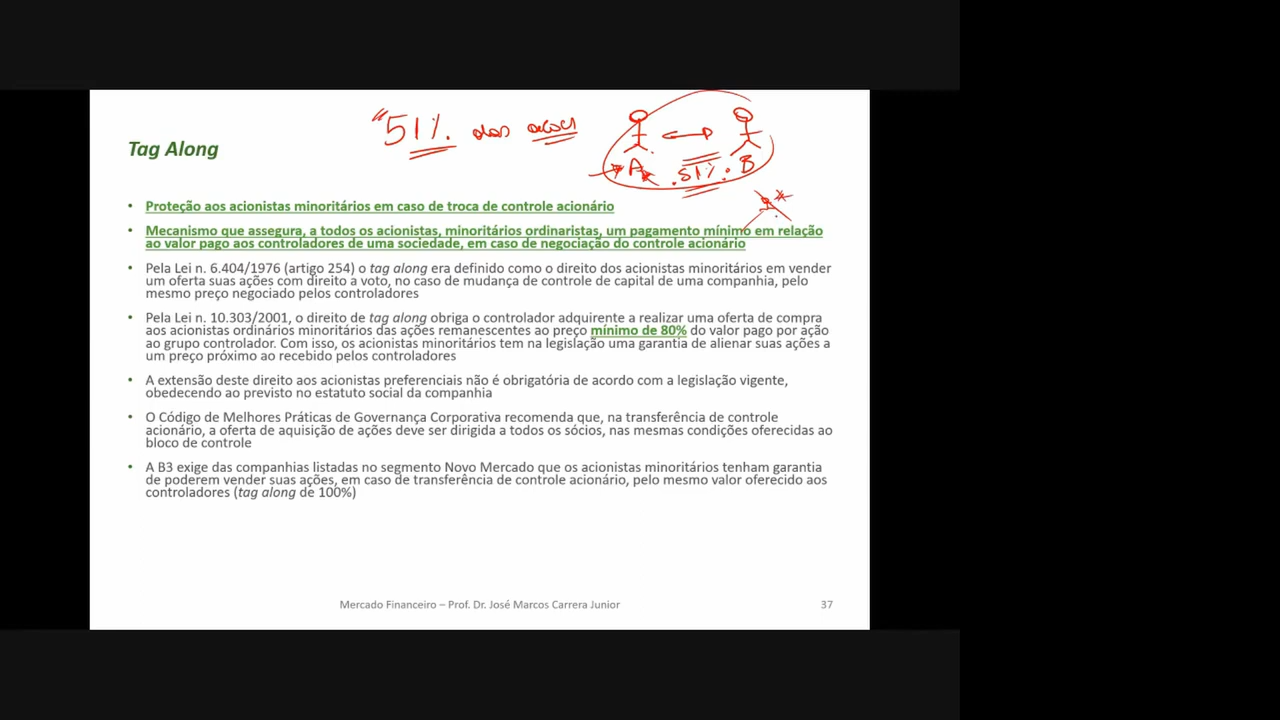 "51%. das acoes
A .51%. B
Tag Along
• Proteção aos acionistas minoritários em caso de troca de controle acionário
• Mecanismo que assegura, a todos os acionistas, minoritários ordinaristas, um pagamento mínimo em relação
ao valor pago aos controladores de uma sociedade, em caso de negociação do controle acionário
• Pela Lei n. 6.404/1976 (artigo 254) o tag along era definido como o direito dos acionistas minoritários em vender
um oferta suas ações com direito a voto, no caso de mudança de controle de capital de uma companhia, pelo
mesmo preço negociado pelos controladores
• Pela Lei n. 10.303/2001, o direito de tag along obriga o controlador adquirente a realizar uma oferta de compra
aos acionistas ordinários minoritários das ações remanescentes ao preço mínimo de 80% do valor pago por ação
ao grupo controlador. Com isso, os acionistas minoritários tem na legislação uma garantia de alienar suas ações a
um preço próximo ao recebido pelos controladores
• A extensão deste direito aos acionistas preferenciais não é obrigatória de acordo com a legislação vigente,
obedecendo ao previsto no estatuto social da companhia
• O Código de Melhores Práticas de Governança Corporativa recomenda que, na transferência de controle
acionário, a oferta de aquisição de ações deve ser dirigida a todos os sócios, nas mesmas condições oferecidas ao
bloco de controle
• A B3 exige das companhias listadas no segmento Novo Mercado que os acionistas minoritários tenham garantia
de poderem vender suas ações, em caso de transferência de controle acionário, pelo mesmo valor oferecido aos
controladores (tag along de 100%)
Mercado Financeiro – Prof. Dr. José Marcos Carrera Junior
37